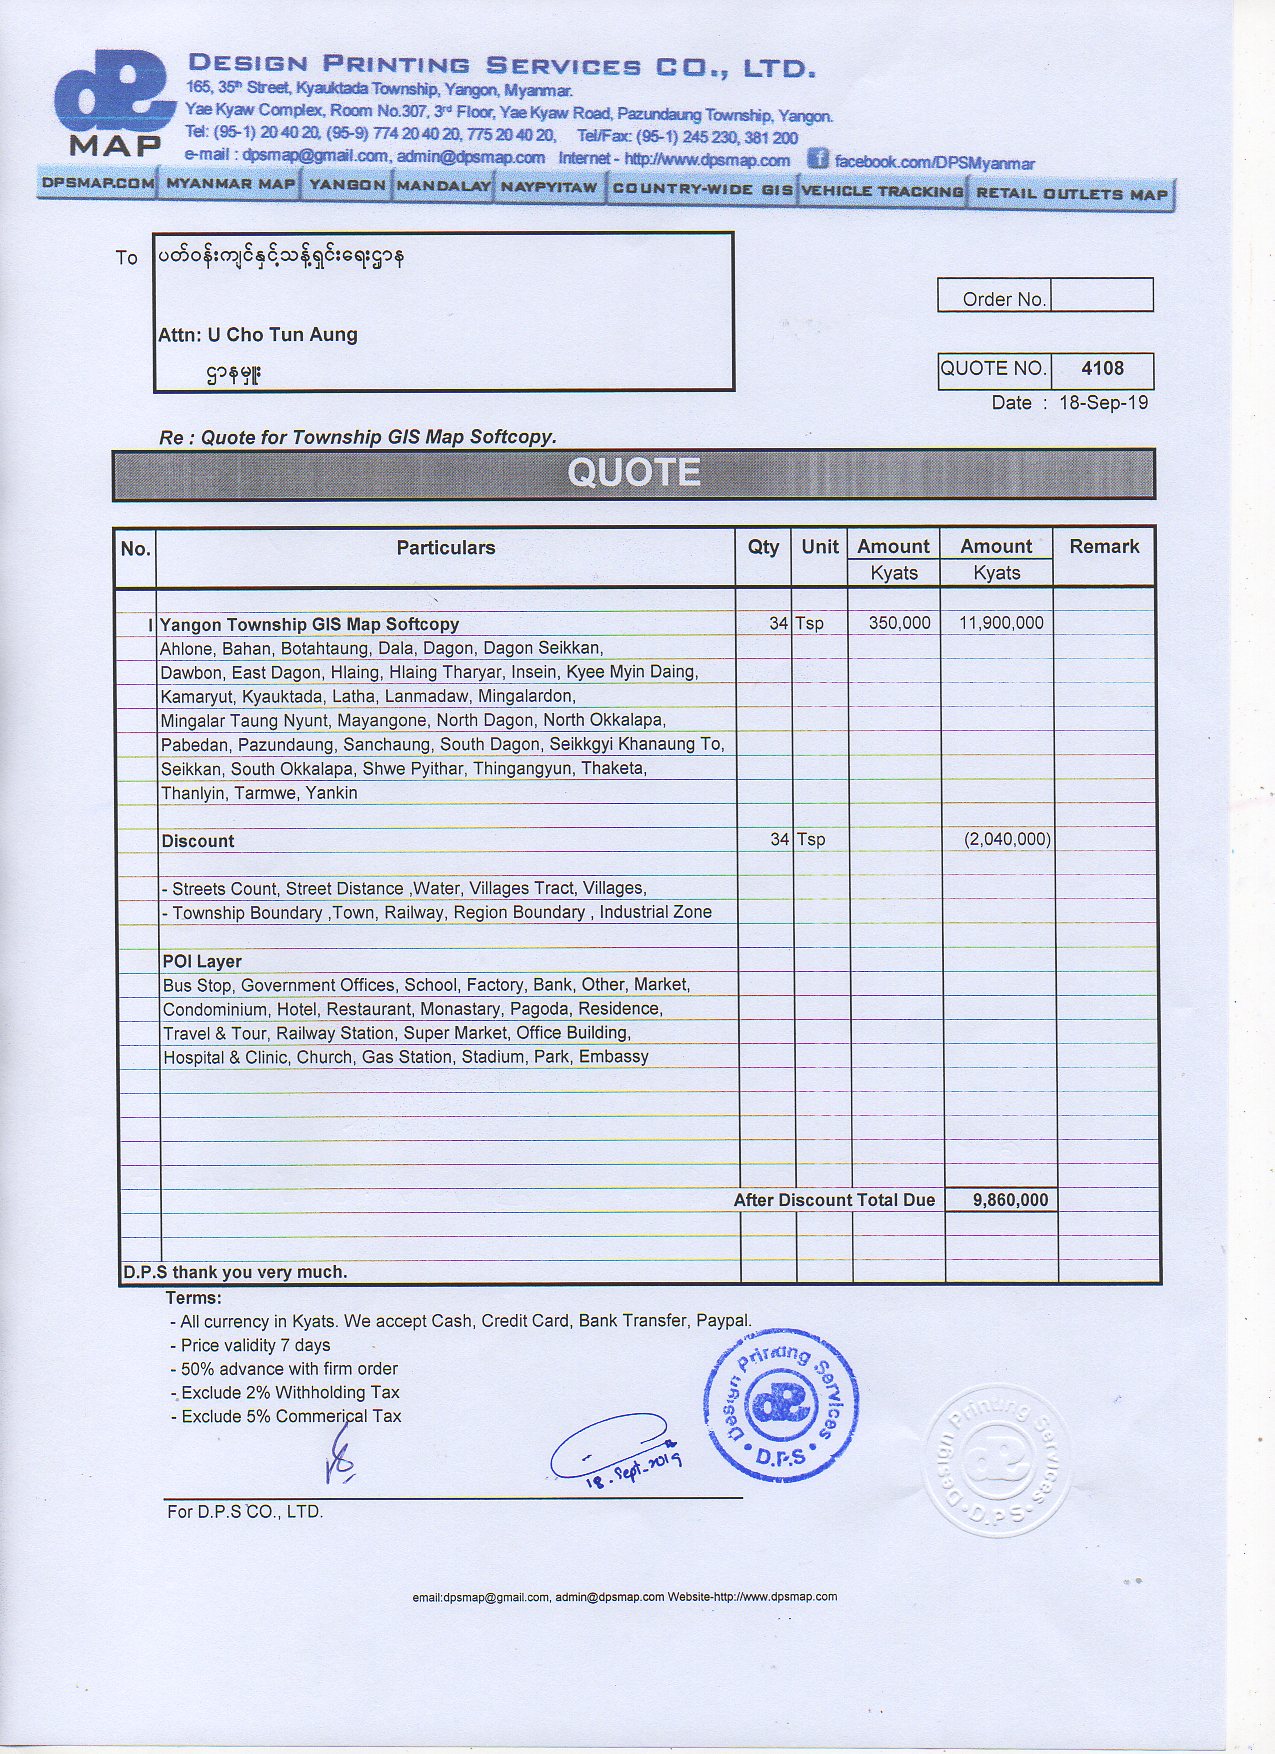 DESIGN PRINTING SERVICES CO., LTD.
165, 35th Street, Kyauktada Township, Yangon, Myanmar.
Yae Kyaw Complex, Room No.307, 3rd Floor, Yae Kyaw Road, Pazundaung Township, Yangon.
Tel: (95-1) 20 40 20, (95-9) 774 20 40 20, 775 20 40 20, Tel/Fax: (95-1) 245 230, 381 200
MAP
e-mail : dpsmap@gmail.com, admin@dpsmap.com Internet - http://www.dpsmap.com f facebook.com/DPSMyanmar
DPSMAP.COM MYANMAR MAP YANGON MANDALAY NAYPYITAW COUNTRY-WIDE GIS VEHICLE TRACKING RETAIL OUTLETS MAP
To ပတ်ဝန်းကျင်နှင့်သန့်ရှင်းရေးဌာန
Order No.
Attn: U Cho Tun Aung
ဌာနမှူး
QUOTE NO. 4108
Date : 18-Sep-19
Re : Quote for Township GIS Map Softcopy.
QUOTE
No. Particulars Qty Unit Amount Amount Remark
Kyats Kyats
I Yangon Township GIS Map Softcopy 34 Tsp 350,000 11,900,000
Ahlone, Bahan, Botahtaung, Dala, Dagon, Dagon Seikkan,
Dawbon, East Dagon, Hlaing, Hlaing Tharyar, Insein, Kyee Myin Daing,
Kamaryut, Kyauktada, Latha, Lanmadaw, Mingalardon,
Mingalar Taung Nyunt, Mayangone, North Dagon, North Okkalapa,
Pabedan, Pazundaung, Sanchaung, South Dagon, Seikkgyi Khanaung To,
Seikkan, South Okkalapa, Shwe Pyithar, Thingangyun, Thaketa,
Thanlyin, Tarmwe, Yankin
Discount 34 Tsp (2,040,000)
- Streets Count, Street Distance ,Water, Villages Tract, Villages,
- Township Boundary ,Town, Railway, Region Boundary , Industrial Zone
POI Layer
Bus Stop, Government Offices, School, Factory, Bank, Other, Market,
Condominium, Hotel, Restaurant, Monastary, Pagoda, Residence,
Travel & Tour, Railway Station, Super Market, Office Building,
Hospital & Clinic, Church, Gas Station, Stadium, Park, Embassy
After Discount Total Due 9,860,000
D.P.S thank you very much.
Terms:
- All currency in Kyats. We accept Cash, Credit Card, Bank Transfer, Paypal.
- Price validity 7 days
- 50% advance with firm order
- Exclude 2% Withholding Tax
- Exclude 5% Commerical Tax
Design Printing Services
D.P.S
18.Sept-2019
Design Printing Services
D.P.S
For D.P.S CO., LTD.
email:dpsmap@gmail.com, admin@dpsmap.com Website-http://www.dpsmap.com